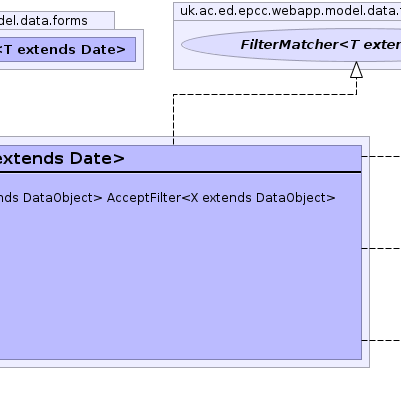 del.data.forms
<T extends Date>
uk.ac.ed.epcc.webapp.model.data.
FilterMatcher<T exte
extends Date>
nds DataObject> AcceptFilter<X extends DataObject>